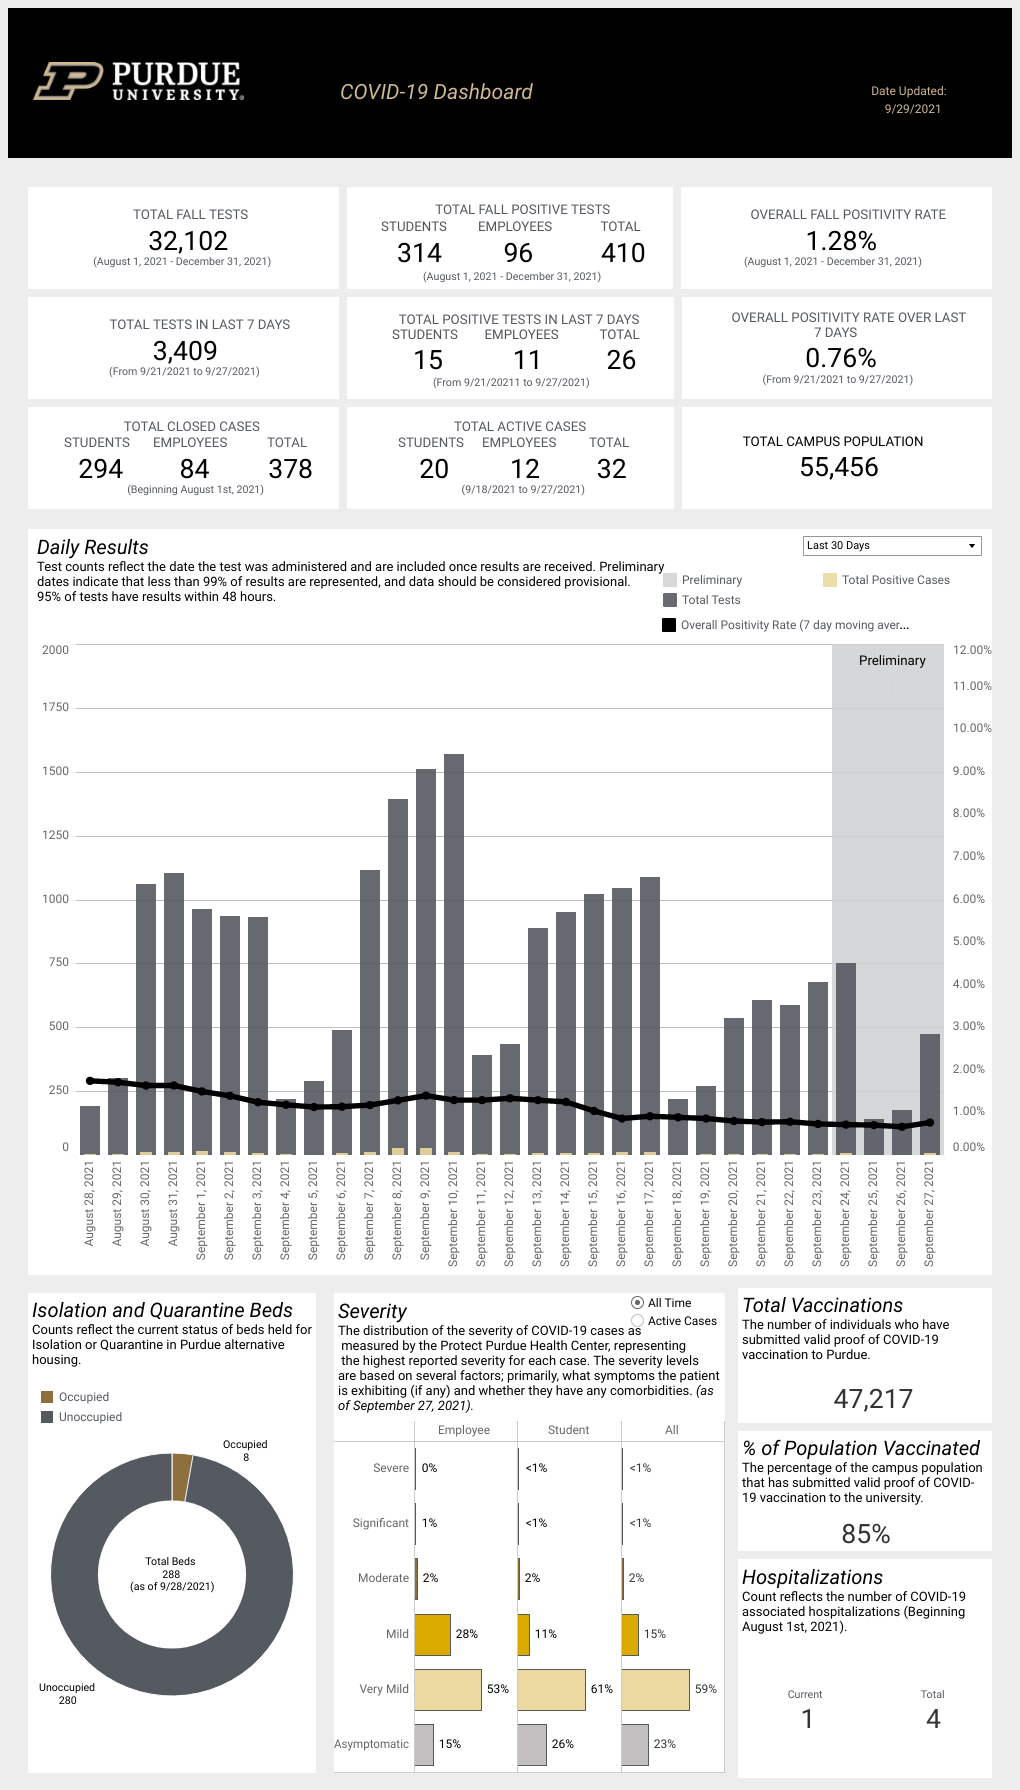 PURDUE
UNIVERSITY®
COVID-19 Dashboard
Date Updated:
9/29/2021
TOTAL FALL TESTS
32,102
(August 1, 2021 - December 31, 2021)
TOTAL FALL POSITIVE TESTS
STUDENTS EMPLOYEES TOTAL
314 96 410
(August 1, 2021 - December 31, 2021)
OVERALL FALL POSITIVITY RATE
1.28%
(August 1, 2021 - December 31, 2021)
TOTAL TESTS IN LAST 7 DAYS
3,409
(From 9/21/2021 to 9/27/2021)
TOTAL POSITIVE TESTS IN LAST 7 DAYS
STUDENTS EMPLOYEES TOTAL
15 11 26
(From 9/21/20211 to 9/27/2021)
OVERALL POSITIVITY RATE OVER LAST
7 DAYS
0.76%
(From 9/21/2021 to 9/27/2021)
TOTAL CLOSED CASES
STUDENTS EMPLOYEES TOTAL
294 84 378
(Beginning August 1st, 2021)
TOTAL ACTIVE CASES
STUDENTS EMPLOYEES TOTAL
20 12 32
(9/18/2021 to 9/27/2021)
TOTAL CAMPUS POPULATION
55,456
Daily Results
Test counts reflect the date the test was administered and are included once results are received. Preliminary
dates indicate that less than 99% of results are represented, and data should be considered provisional.
95% of tests have results within 48 hours.
Last 30 Days
Preliminary
Total Positive Cases
Total Tests
Overall Positivity Rate (7 day moving aver...
2000
1750
1500
1250
1000
750
500
250
0
Preliminary
12.00%
11.00%
10.00%
9.00%
8.00%
7.00%
6.00%
5.00%
4.00%
3.00%
2.00%
1.00%
0.00%
August 28, 2021
August 29, 2021
August 30, 2021
August 31, 2021
September 1, 2021
September 2, 2021
September 3, 2021
September 4, 2021
September 5, 2021
September 6, 2021
September 7, 2021
September 8, 2021
September 9, 2021
September 10, 2021
September 11, 2021
September 12, 2021
September 13, 2021
September 14, 2021
September 15, 2021
September 16, 2021
September 17, 2021
September 18, 2021
September 19, 2021
September 20, 2021
September 21, 2021
September 22, 2021
September 23, 2021
September 24, 2021
September 25, 2021
September 26, 2021
September 27, 2021
Isolation and Quarantine Beds
Counts reflect the current status of beds held for
Isolation or Quarantine in Purdue alternative
housing.
Occupied
Unoccupied
Occupied
8
Total Beds
288
(as of 9/28/2021)
Unoccupied
280
Severity
All Time
Active Cases
The distribution of the severity of COVID-19 cases as
measured by the Protect Purdue Health Center, representing
the highest reported severity for each case. The severity levels
are based on several factors; primarily, what symptoms the patient
is exhibiting (if any) and whether they have any comorbidities. (as
of September 27, 2021).
Employee Student All
Severe 0% <1% <1%
Significant 1% <1% <1%
Moderate 2% 2% 2%
Mild 28% 11% 15%
Very Mild 53% 61% 59%
Asymptomatic 15% 26% 23%
Total Vaccinations
The number of individuals who have
submitted valid proof of COVID-19
vaccination to Purdue.
47,217
% of Population Vaccinated
The percentage of the campus population
that has submitted valid proof of COVID-
19 vaccination to the university.
85%
Hospitalizations
Count reflects the number of COVID-19
associated hospitalizations (Beginning
August 1st, 2021).
Current Total
1 4